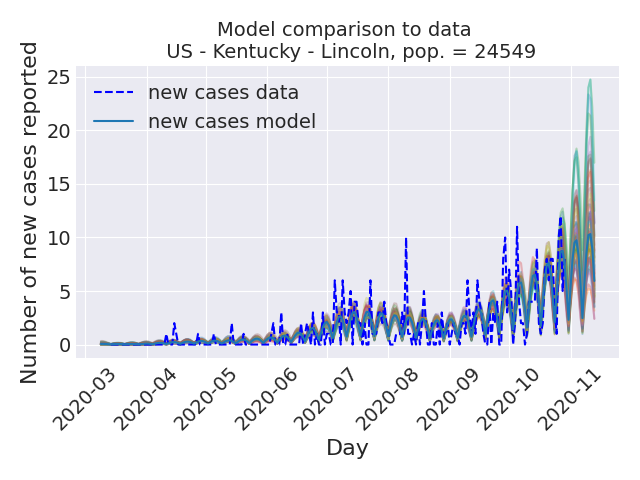 Model comparison to data
US - Kentucky - Lincoln, pop. = 24549
new cases data
new cases model
Number of new cases reported
25
20
15
10
5
0
2020-03
2020-04
2020-05
2020-06
2020-07
2020-08
2020-09
2020-10
2020-11
Day